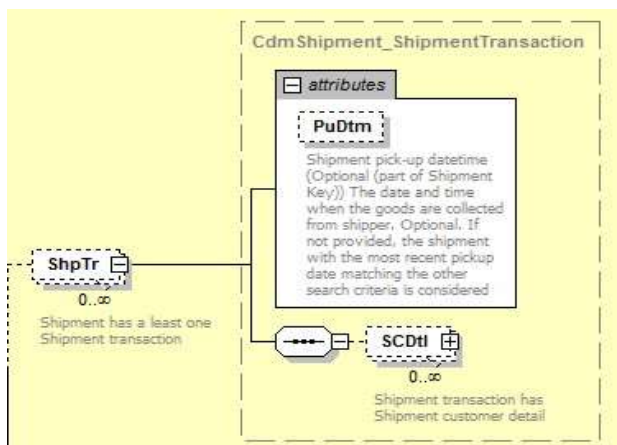 CdmShipment_ShipmentTransaction
attributes
PuDtm
Shipment pick-up datetime
(Optional (part of Shipment
Key)) The date and time
when the goods are collected
from shipper. Optional. If
not provided, the shipment
with the most recent pickup
date matching the other
search criteria is considered
ShpTr
0..∞
Shipment has a least one
Shipment transaction
SCDtl
0..∞
Shipment transaction has
Shipment customer detail